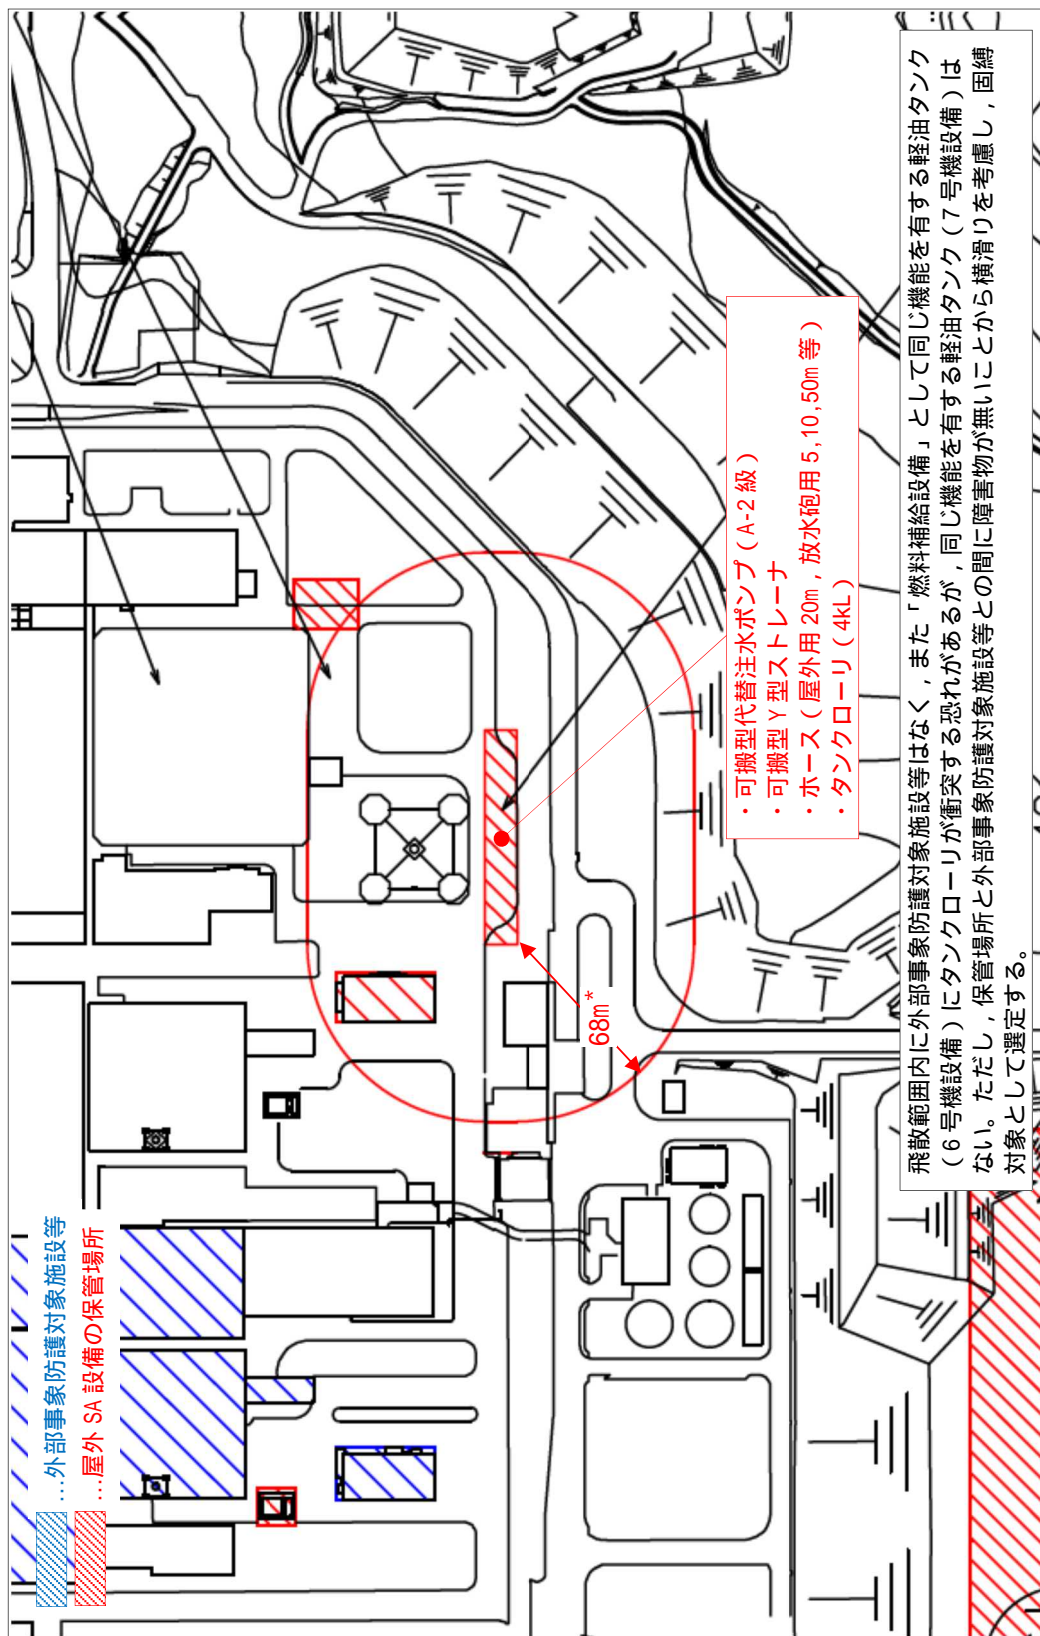 …外部事象防護対象施設等
…屋外 SA 設備の保管場所
68m*
・可搬型代替注水ポンプ（A-2 級）
・可搬型 Y 型ストレーナ
・ホース（屋外用 20m，放水砲用 5,10,50m 等）
・タンクローリ（4kL）
飛散範囲内に外部事象防護対象施設等はなく，また「燃料補給設備」として同じ機能を有する軽油タンク
（6 号機設備）にタンクローリが衝突する恐れがあるが，同じ機能を有する軽油タンク（7 号機設備）は
ない。ただし，保管場所と外部事象防護対象施設等との間に障害物が無いことから横滑りを考慮し，固縛
対象として選定する。